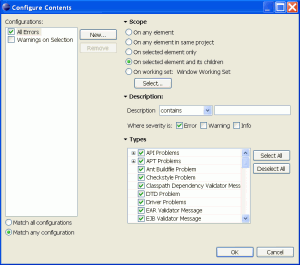 Configure Contents
Configurations:
All Errors
Warnings on Selection
New...
Remove
Match all configurations
Match any configuration
Scope
On any element
On any element in same project
On selected element only
On selected element and its children
On working set: Window Working Set
Select...
Description:
Description contains
Where severity is: Error Warning Info
Types
API Problems
APT Problems
Ant Buildfile Problem
Checkstyle Problem
Classpath Dependency Validator Mess
DTD Problem
Driver Problems
EAR Validator Message
EJB Validator Message
Select All
Deselect All
OK
Cancel